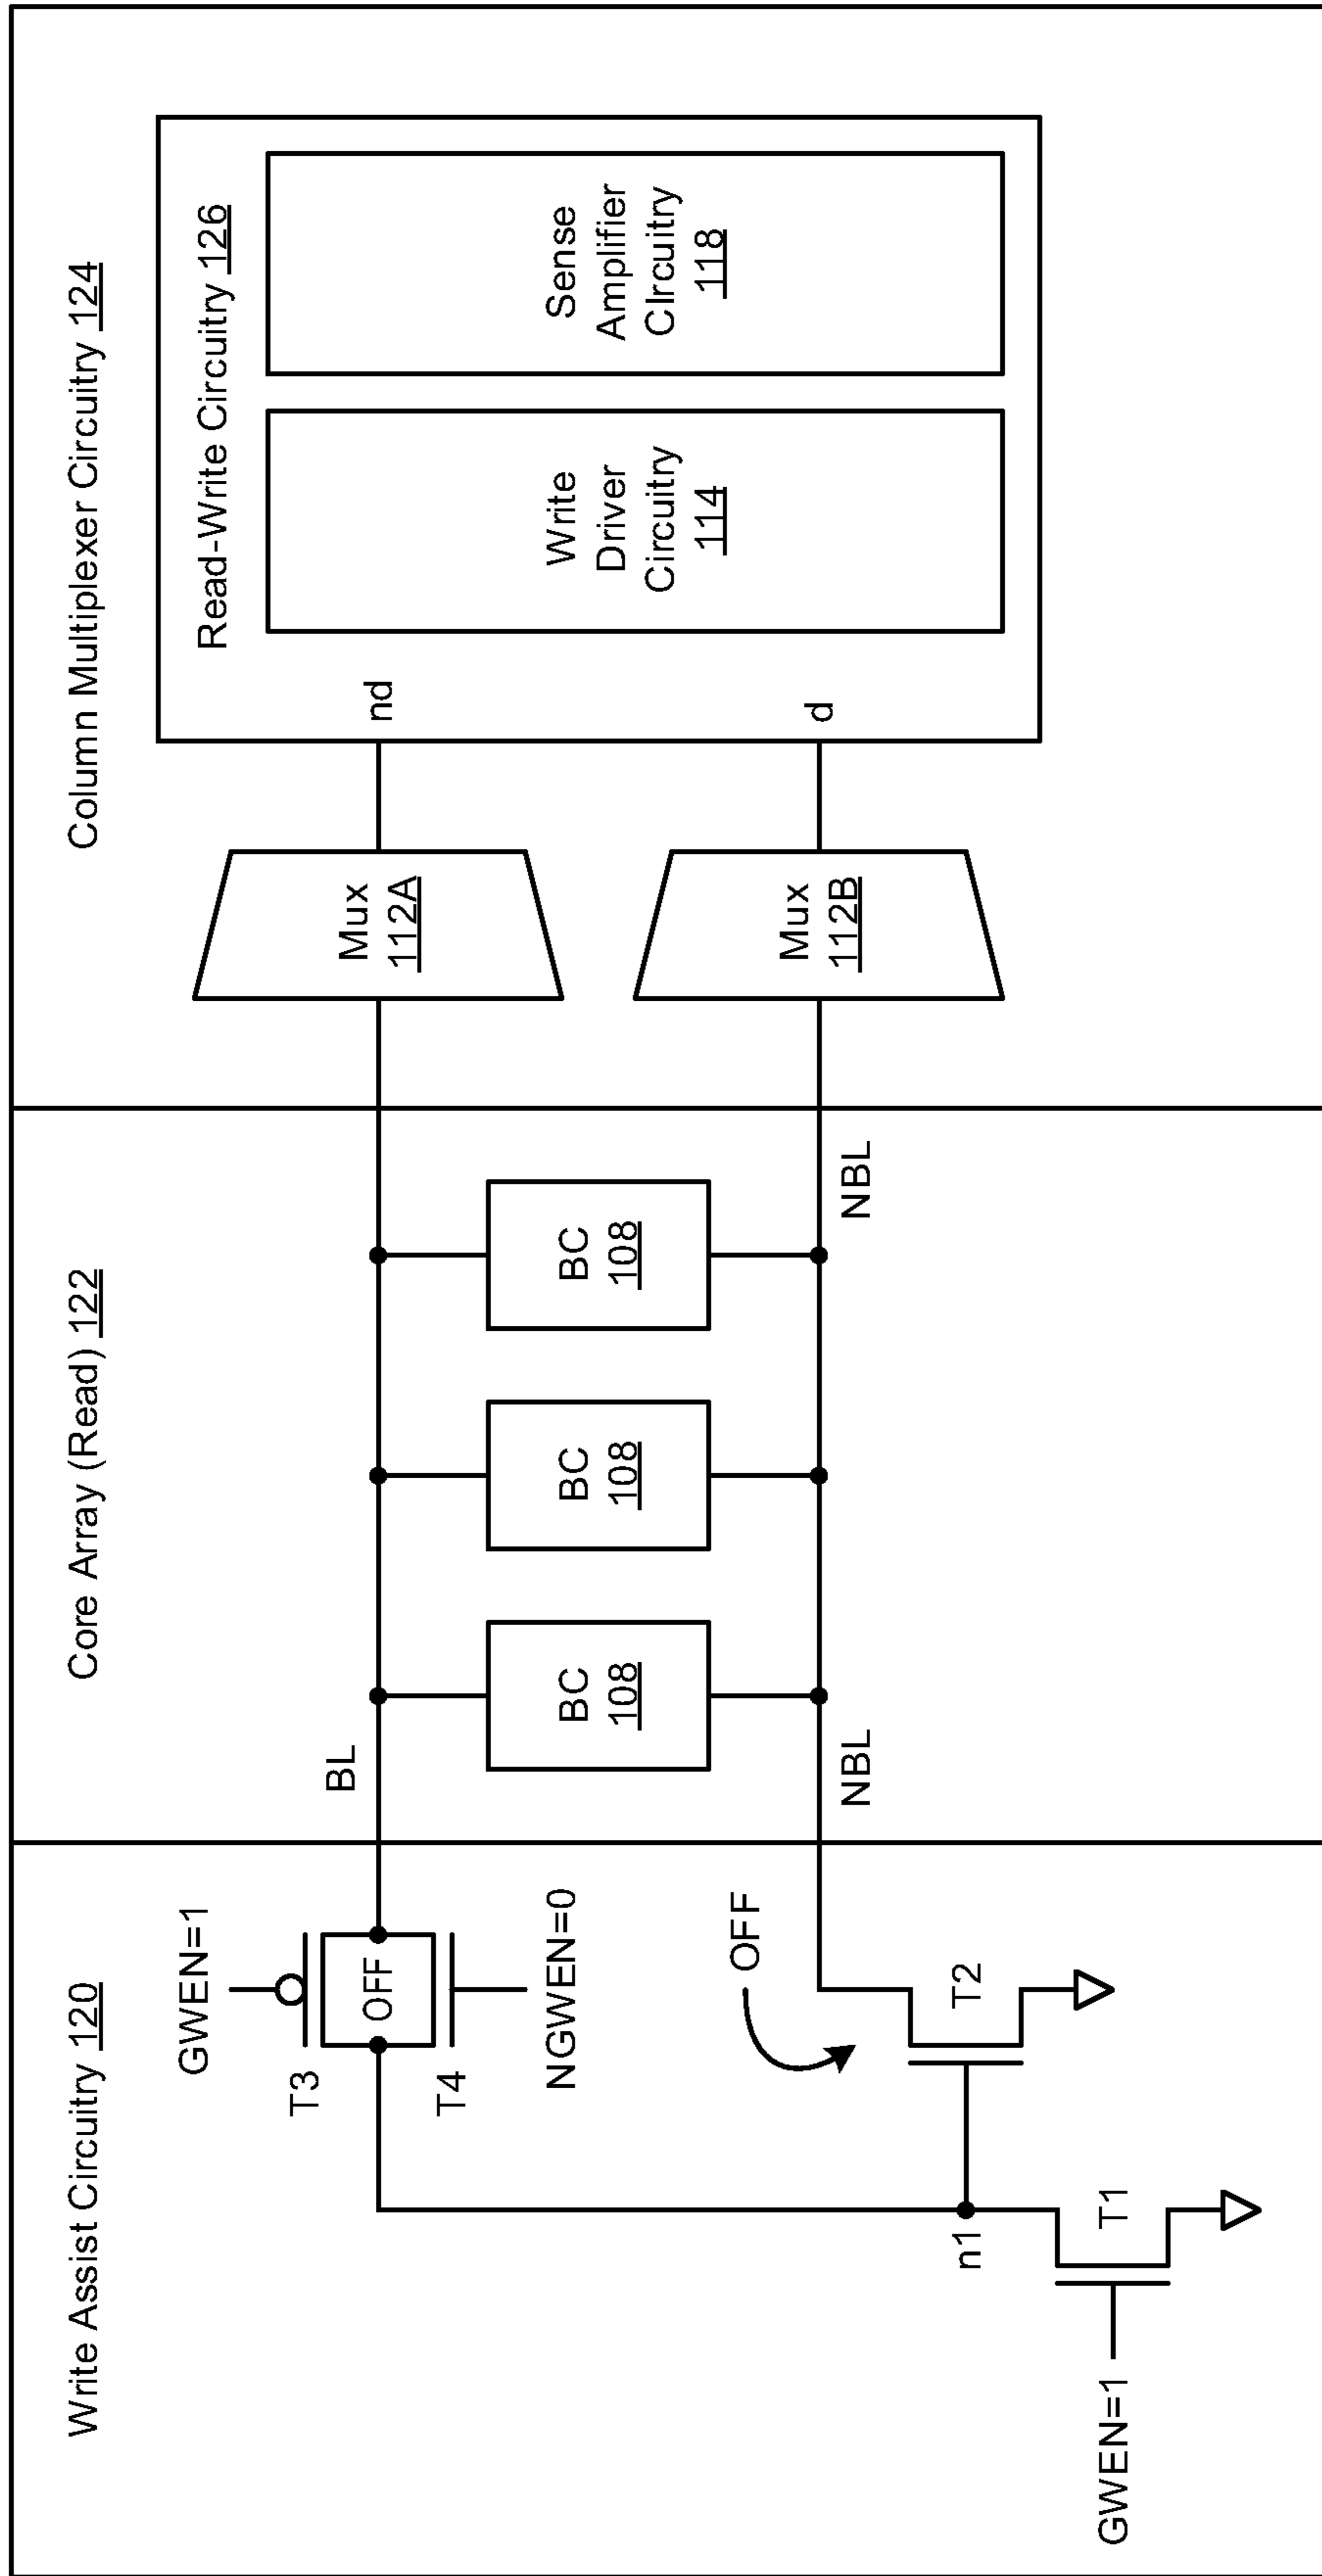 Write Assist Circuitry 120
Core Array (Read) 122
Column Multiplexer Circuitry 124
GWEN=1
T3
OFF
T4
NGWEN=0
OFF
T2
n1
T1
GWEN=1
BL
BC
108
BC
108
BC
108
NBL
NBL
Mux
112A
Mux
112B
Read-Write Circuitry 126
nd
d
Write
Driver
Circuitry
114
Sense
Amplifier
CIrcuitry
118